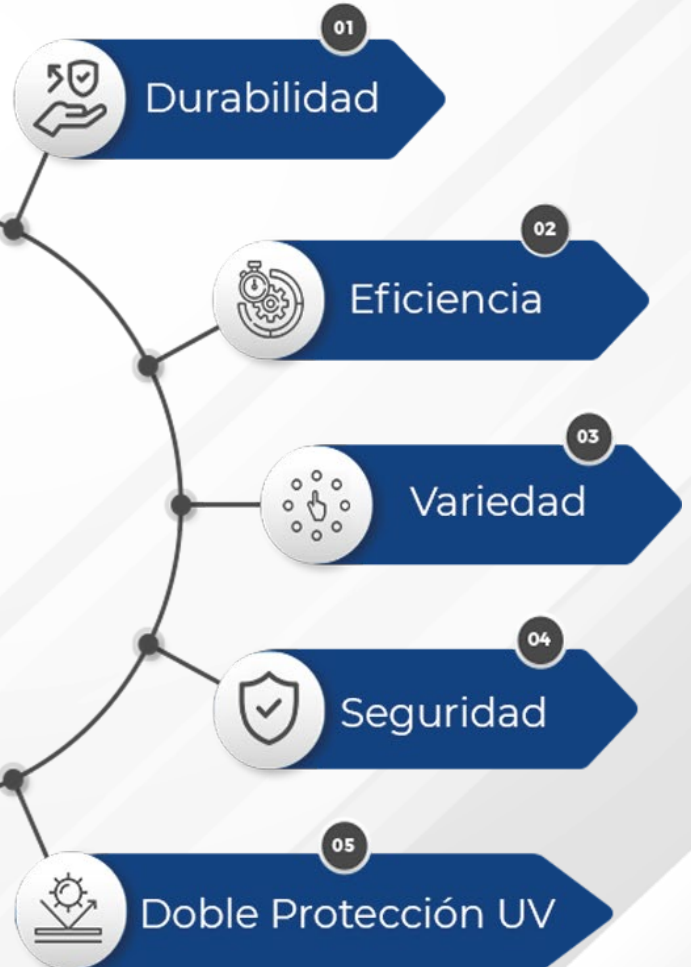 01
Durabilidad
02
Eficiencia
03
Variedad
04
Seguridad
05
Doble Protección UV